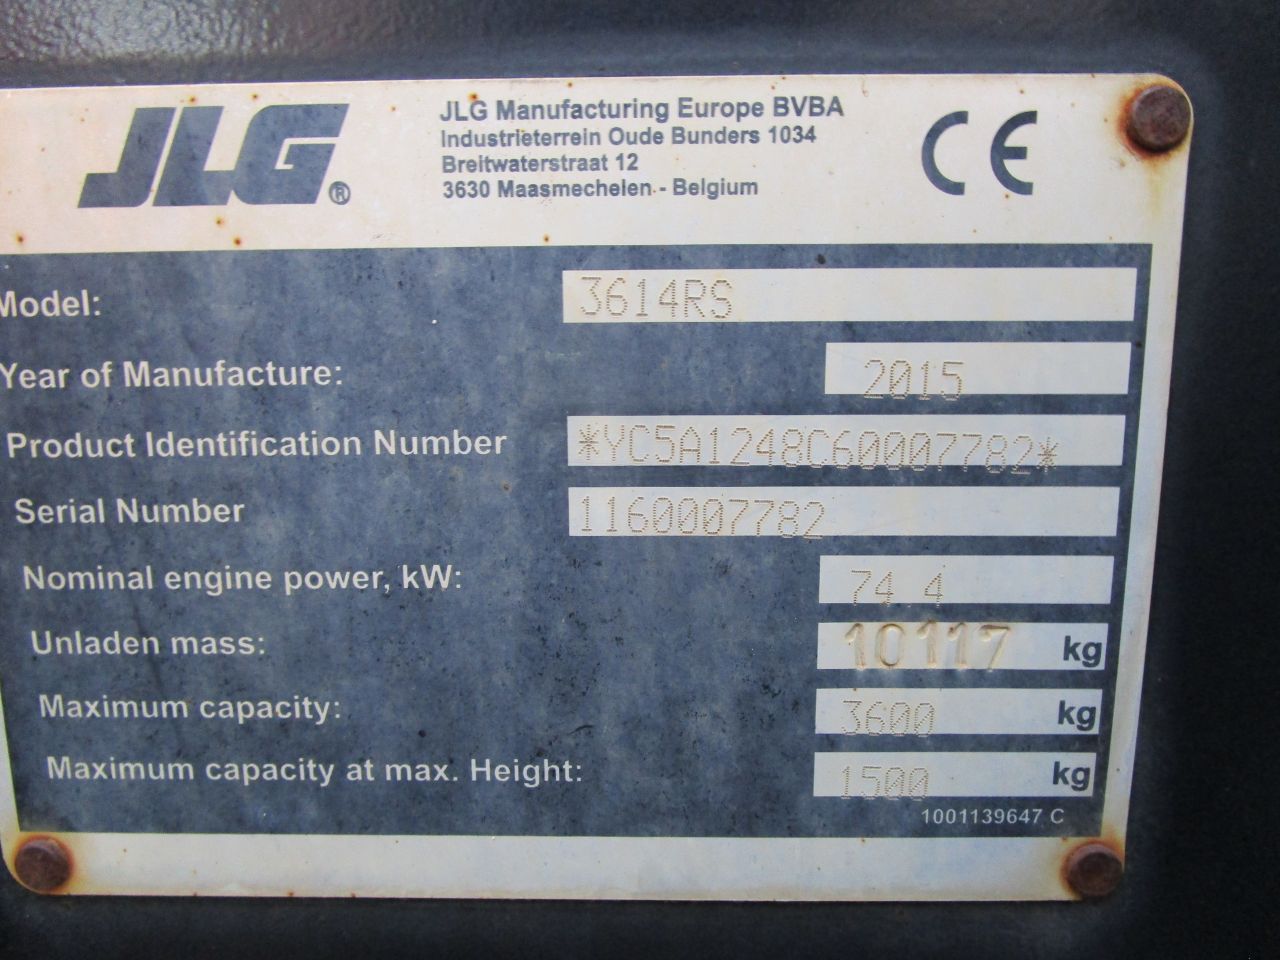 JLG®
JLG Manufacturing Europe BVBA
Industrieterrein Oude Bunders 1034
Breitwaterstraat 12
3630 Maasmechelen - Belgium
CE
Model: 3614RS
Year of Manufacture: 2015
Product Identification Number *YC5A1248C60007782*
Serial Number 1160007782
Nominal engine power, kW: 74 4
Unladen mass: 10117 kg
Maximum capacity: 3600 kg
Maximum capacity at max. Height: 1500 kg
1001139647 C